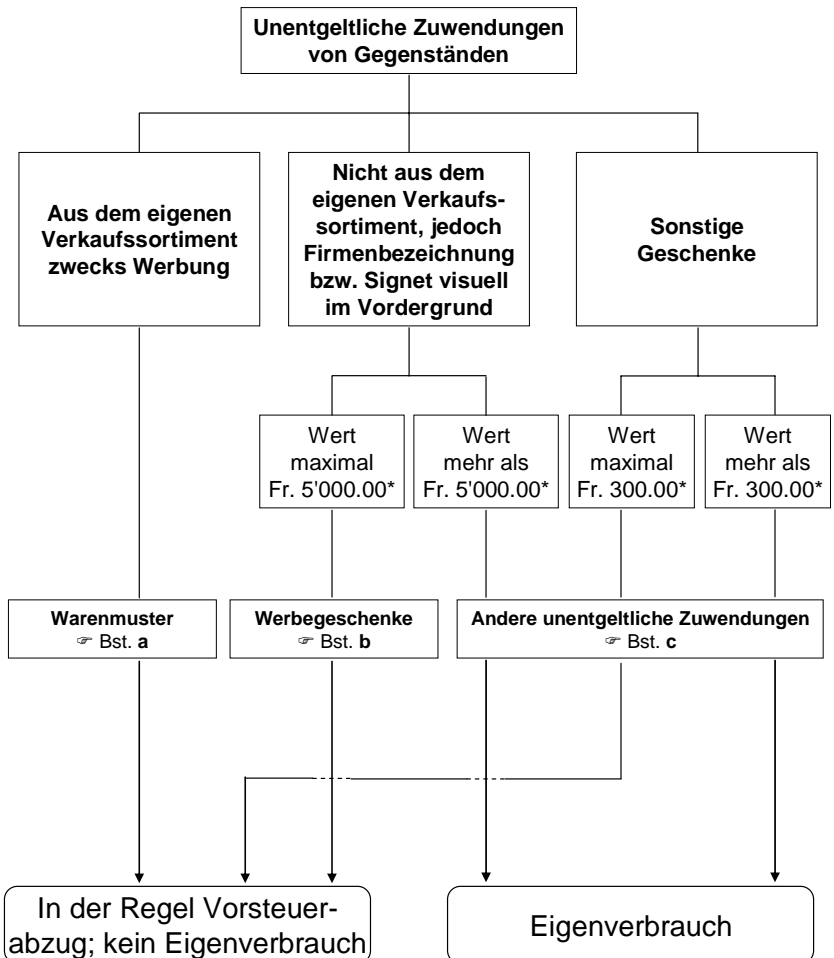 Unentgeltliche Zuwendungen
von Gegenständen
Aus dem eigenen
Verkaufssortiment
zwecks Werbung
Nicht aus dem
eigenen Verkaufs-
sortiment, jedoch
Firmenbezeichnung
bzw. Signet visuell
im Vordergrund
Sonstige
Geschenke
Wert
maximal
Fr. 5'000.00*
Wert
mehr als
Fr. 5'000.00*
Wert
maximal
Fr. 300.00*
Wert
mehr als
Fr. 300.00*
Warenmuster
☞ Bst. a
Werbegeschenke
☞ Bst. b
Andere unentgeltliche Zuwendungen
☞ Bst. c
In der Regel Vorsteuer-
abzug; kein Eigenverbrauch
Eigenverbrauch